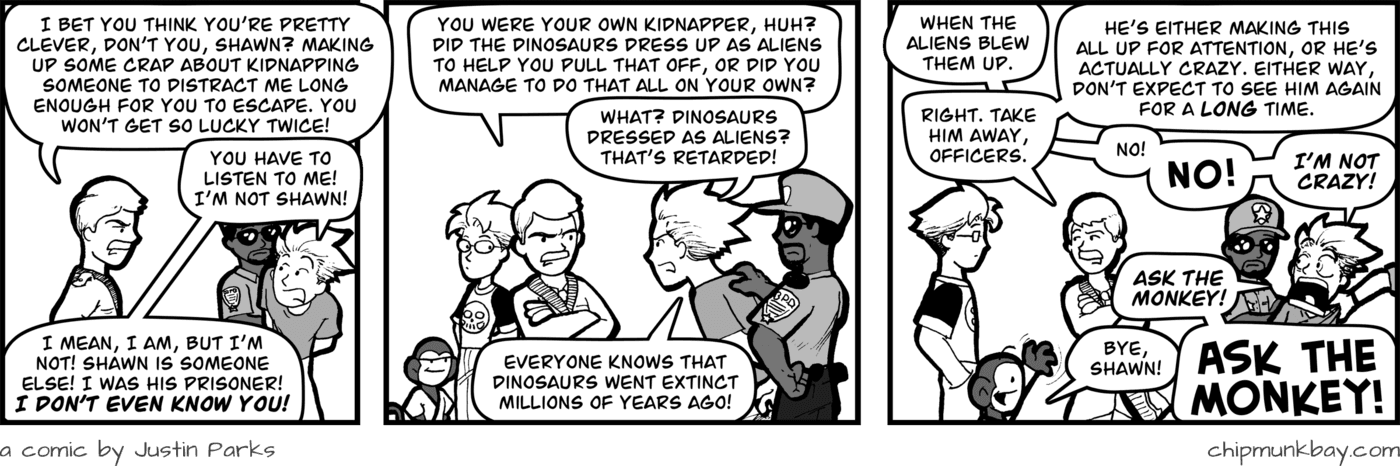 I BET YOU THINK YOU'RE PRETTY
CLEVER, DON'T YOU, SHAWN? MAKING
UP SOME CRAP ABOUT KIDNAPPING
SOMEONE TO DISTRACT ME LONG
ENOUGH FOR YOU TO ESCAPE. YOU
WON'T GET SO LUCKY TWICE!
YOU HAVE TO
LISTEN TO ME!
I'M NOT SHAWN!
I MEAN, I AM, BUT I'M
NOT! SHAWN IS SOMEONE
ELSE! I WAS HIS PRISONER!
I DON'T EVEN KNOW YOU!
YOU WERE YOUR OWN KIDNAPPER, HUH?
DID THE DINOSAURS DRESS UP AS ALIENS
TO HELP YOU PULL THAT OFF, OR DID YOU
MANAGE TO DO THAT ALL ON YOUR OWN?
WHAT? DINOSAURS
DRESSED AS ALIENS?
THAT'S RETARDED!
EVERYONE KNOWS THAT
DINOSAURS WENT EXTINCT
MILLIONS OF YEARS AGO!
WHEN THE
ALIENS BLEW
THEM UP.
HE'S EITHER MAKING THIS
ALL UP FOR ATTENTION, OR HE'S
ACTUALLY CRAZY. EITHER WAY,
DON'T EXPECT TO SEE HIM AGAIN
FOR A LONG TIME.
RIGHT. TAKE
HIM AWAY,
OFFICERS.
NO!
NO!
I'M NOT
CRAZY!
ASK THE
MONKEY!
BYE,
SHAWN!
ASK THE
MONKEY!
a comic by Justin Parks
chipmunkbay.com